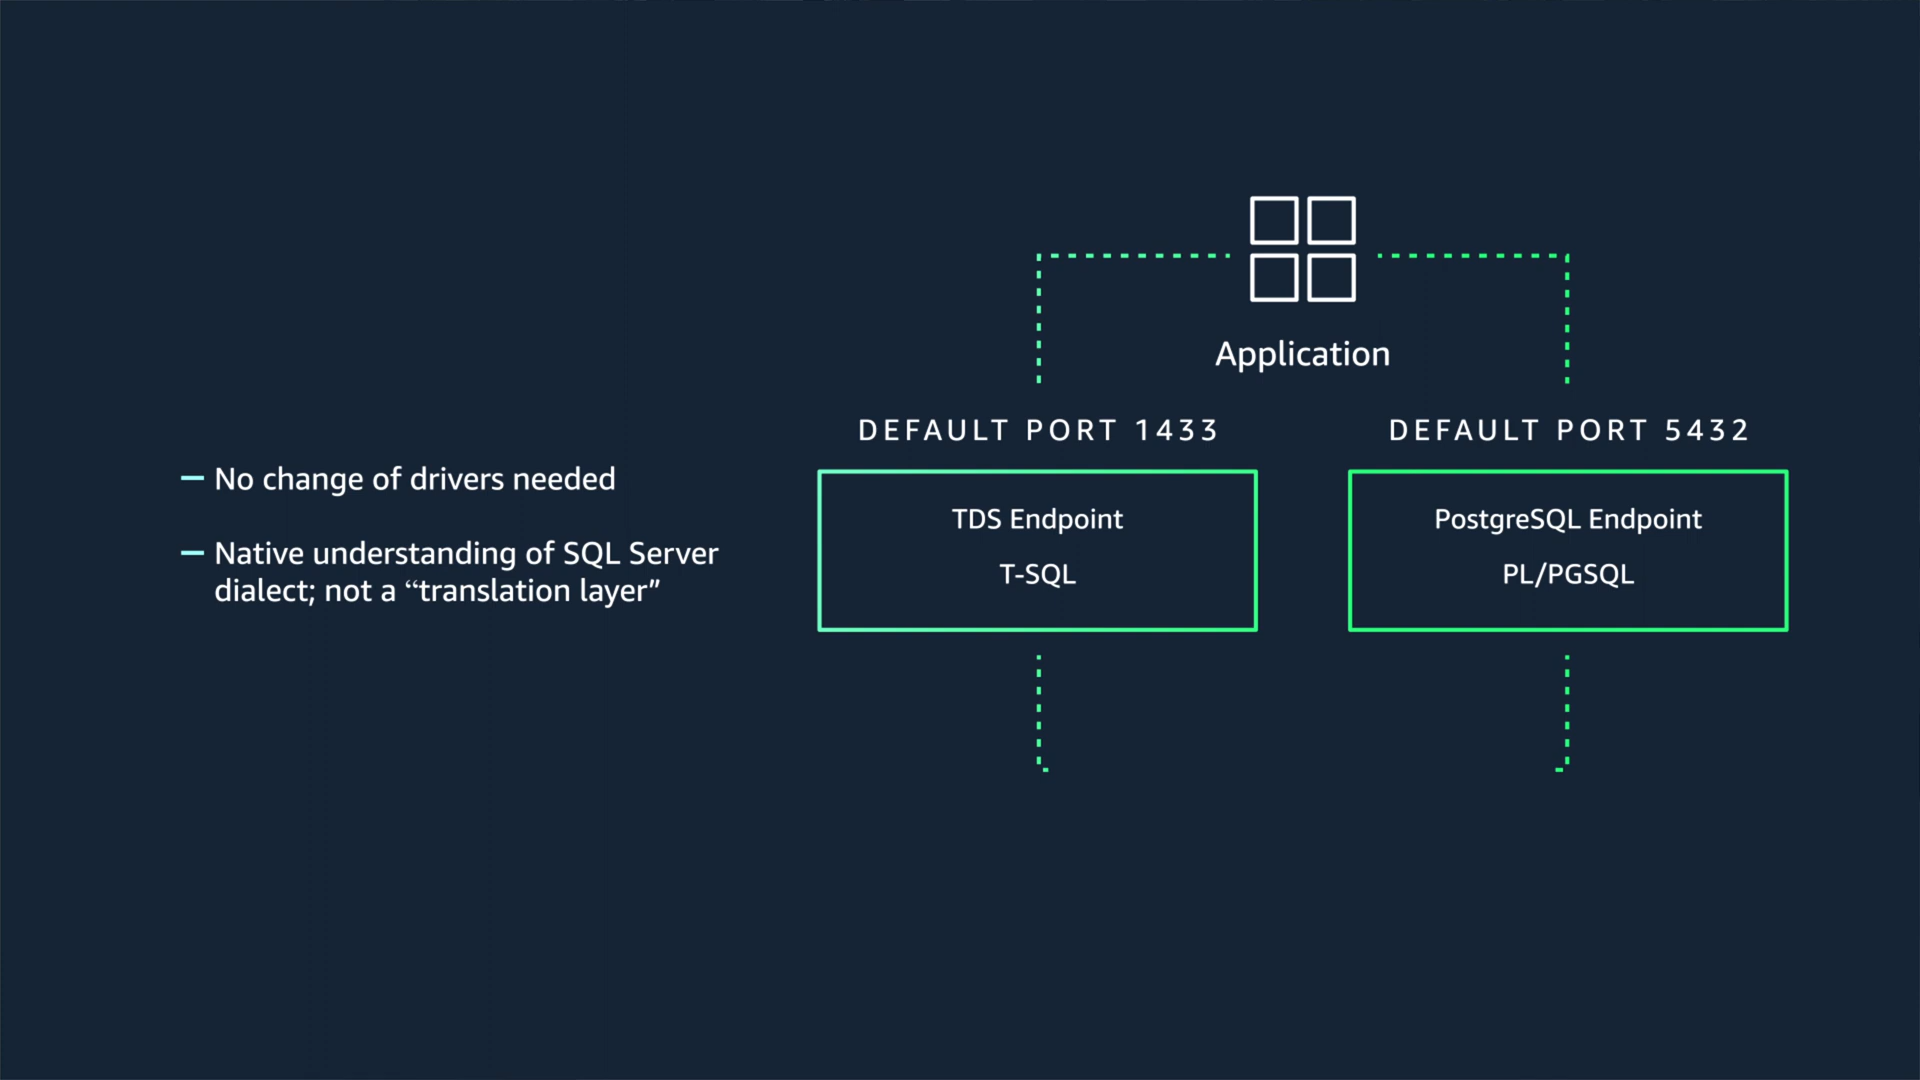 Application
DEFAULT PORT 1433
DEFAULT PORT 5432
— No change of drivers needed
— Native understanding of SQL Server
dialect; not a “translation layer”
TDS Endpoint
T-SQL
PostgreSQL Endpoint
PL/PGSQL